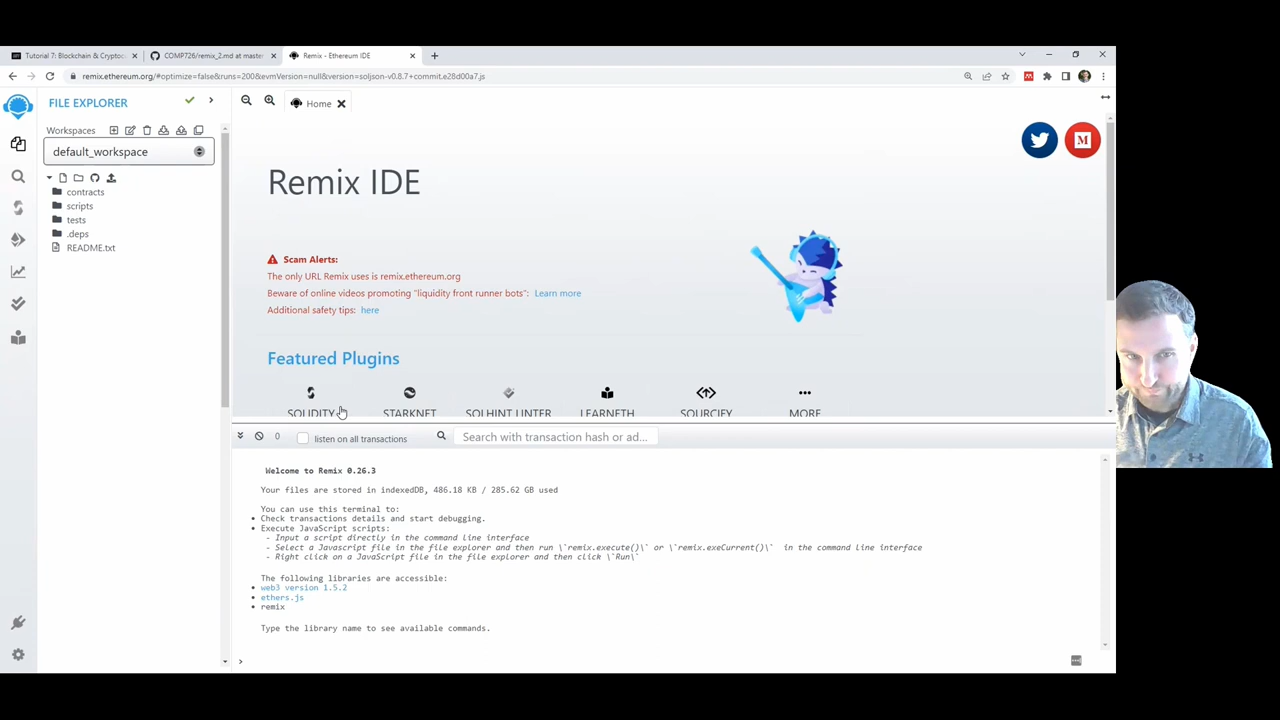 Tutorial 7: Blockchain & Cryptoc
COMP726/remix_2.md at master
Remix - Ethereum IDE
remix.ethereum.org/#optimize=false&runs=200&evmVersion=null&version=soljson-v0.8.7+commit.e28d00a7.js
FILE EXPLORER
Home
Workspaces
default_workspace
contracts
scripts
tests
.deps
README.txt
Remix IDE
Scam Alerts:
The only URL Remix uses is remix.ethereum.org
Beware of online videos promoting "liquidity front runner bots": Learn more
Additional safety tips: here
Featured Plugins
SOLIDITY
STARKNET
SOLHINT LINTER
LEARNETH
SOURCIFY
MORE
0
listen on all transactions
Search with transaction hash or ad...
Welcome to Remix 0.26.3
Your files are stored in indexedDB, 486.18 KB / 285.62 GB used
You can use this terminal to:
• Check transactions details and start debugging.
• Execute JavaScript scripts:
- Input a script directly in the command line interface
- Select a Javascript file in the file explorer and then run \`remix.execute()\` or \`remix.exeCurrent()\` in the command line interface
- Right click on a JavaScript file in the file explorer and then click \`Run\`
The following libraries are accessible:
• web3 version 1.5.2
• ethers.js
• remix
Type the library name to see available commands.
>